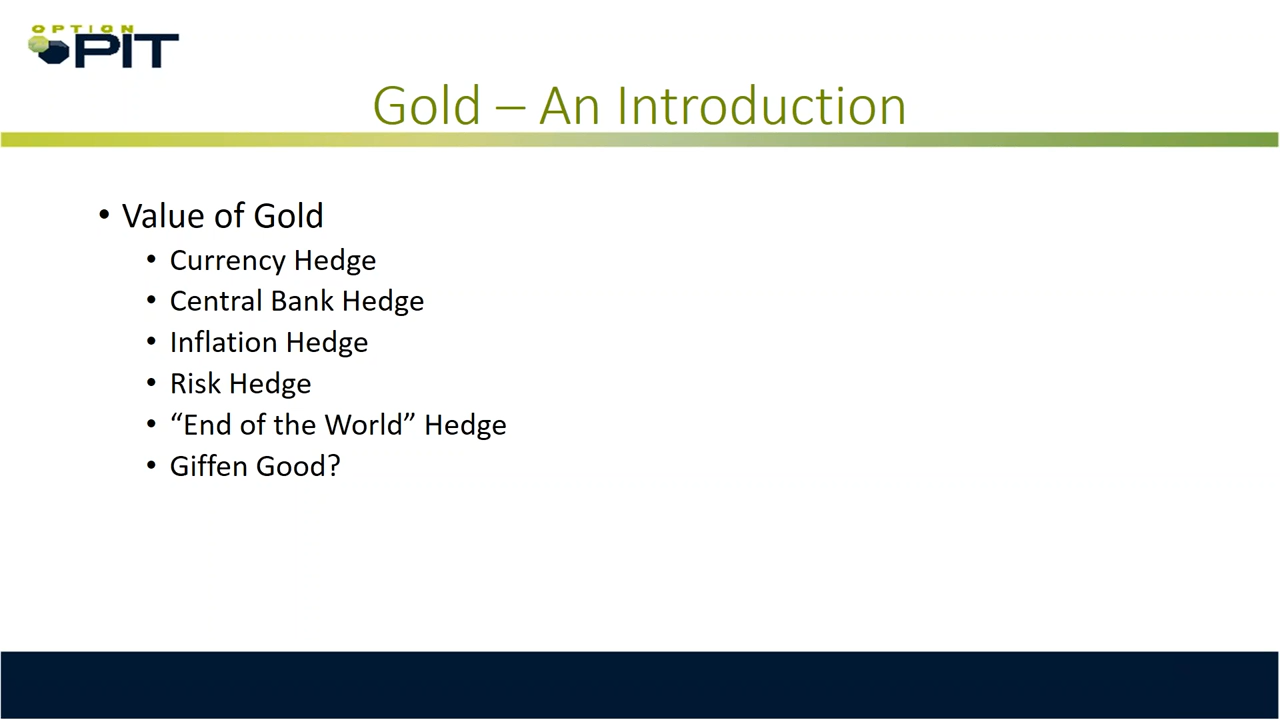 OPTION
PIT
Gold – An Introduction
• Value of Gold
• Currency Hedge
• Central Bank Hedge
• Inflation Hedge
• Risk Hedge
• “End of the World” Hedge
• Giffen Good?